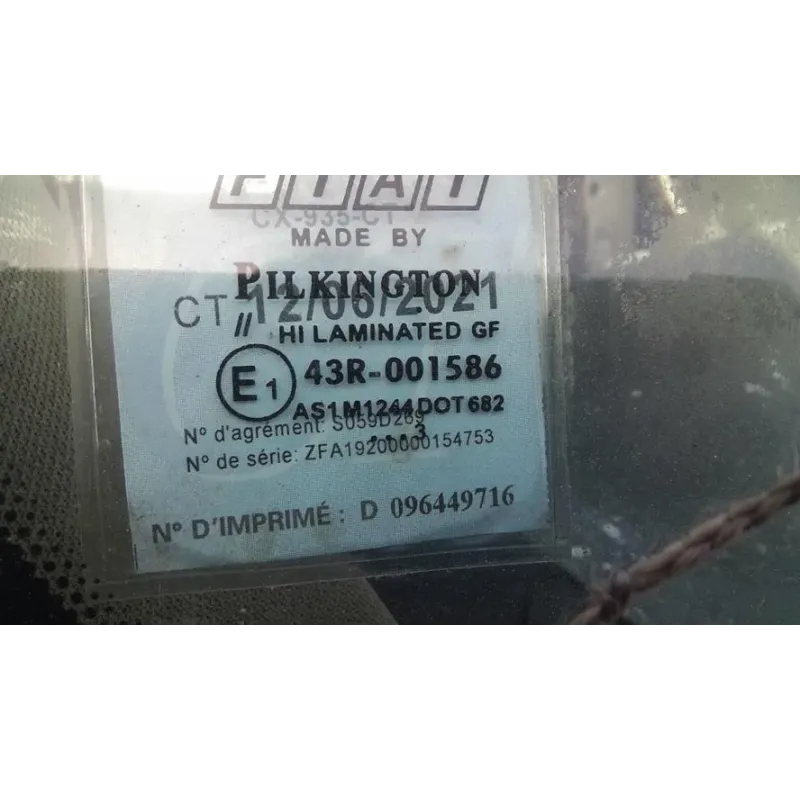 FIAT
CX-935-CT
MADE BY
PILKINGTON
CT 12/06/2021
// HI LAMINATED GF
E1 43R-001586
AS1 M1244 DOT 682
N° d'agrément: S059D269
...3
N° de série: ZFA19200000154753
N° D'IMPRIMÉ : D 096449716